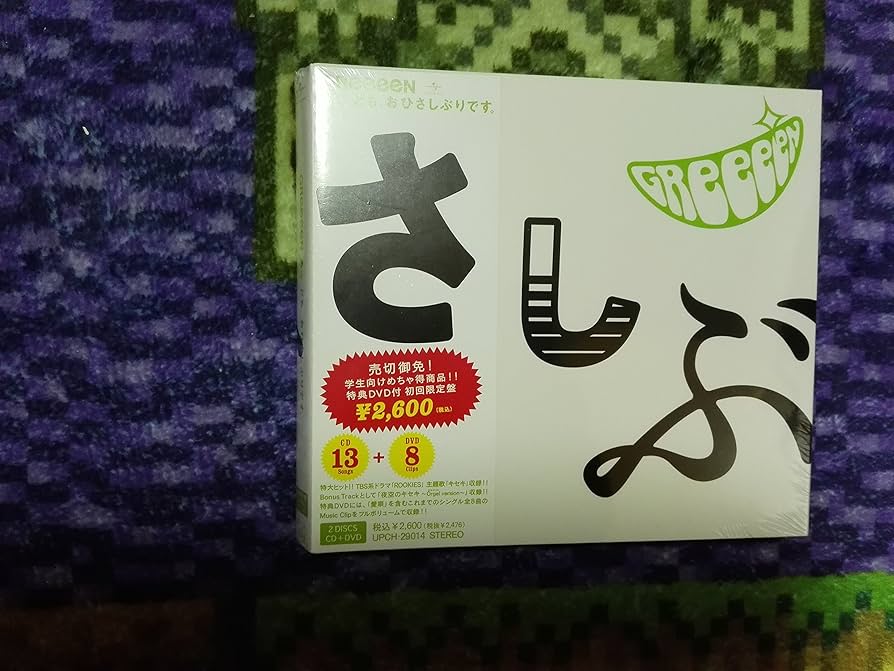 GReeeeN
ども。おひさしぶりです。
GReeeeN
さしぶ
売切御免!
学生向けめちゃ得商品!!
特典DVD付 初回限定盤
¥2,600(税込)
CD
13
Songs
+
DVD
8
Clips
特大ヒット!! TBS系ドラマ「ROOKIES」主題歌「キセキ」収録!!
Bonus Trackとして「夜空のキセキ ~Orgel version~」収録!!
特典DVDには、「愛唄」を含むこれまでのシングル全8曲の
Music Clipをフルボリュームで収録!!
2 DISCS
CD+DVD
税込¥2,600(税抜¥2,476)
UPCH-29014 STEREO